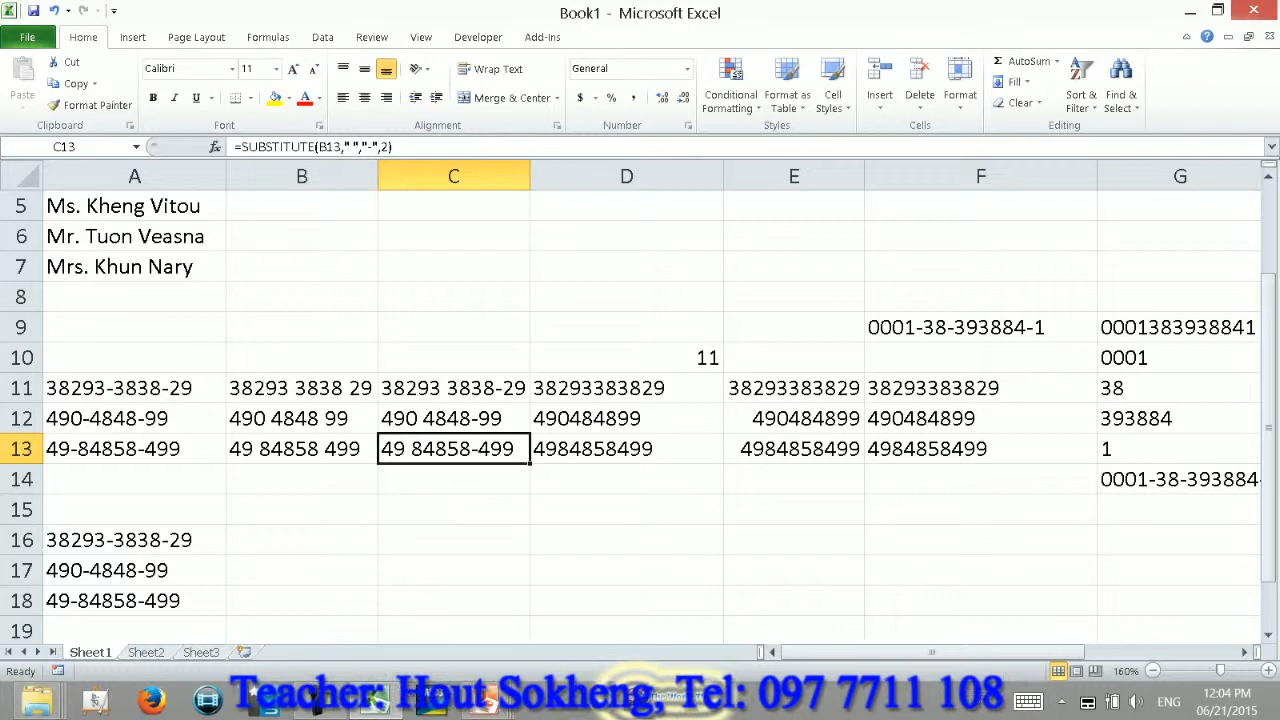 Book1 - Microsoft Excel
File Home Insert Page Layout Formulas Data Review View Developer Add-Ins
Paste
Cut
Copy
Format Painter
Clipboard
Calibri 11
B I U
Font
Wrap Text
Merge & Center
Alignment
General
$ % ,
Number
Conditional Formatting
Format as Table
Cell Styles
Styles
Insert Delete Format
Cells
AutoSum
Fill
Clear
Sort & Filter
Find & Select
Editing
C13 fx =SUBSTITUTE(B13," ","-",2)
A B C D E F G
5 Ms. Kheng Vitou
6 Mr. Tuon Veasna
7 Mrs. Khun Nary
8
9 0001-38-393884-1 0001383938841
10 11 0001
11 38293-3838-29 38293 3838 29 38293 3838-29 38293383829 38293383829 38293383829 38
12 490-4848-99 490 4848 99 490 4848-99 490484899 490484899 490484899 393884
13 49-84858-499 49 84858 499 49 84858-499 4984858499 4984858499 4984858499 1
14 0001-38-393884-
15
16 38293-3838-29
17 490-4848-99
18 49-84858-499
19
Sheet1 Sheet2 Sheet3
Ready 160%
Teacher: Hout Sokheng, Tel: 097 7711 108
ENG
12:04 PM
06/21/2015